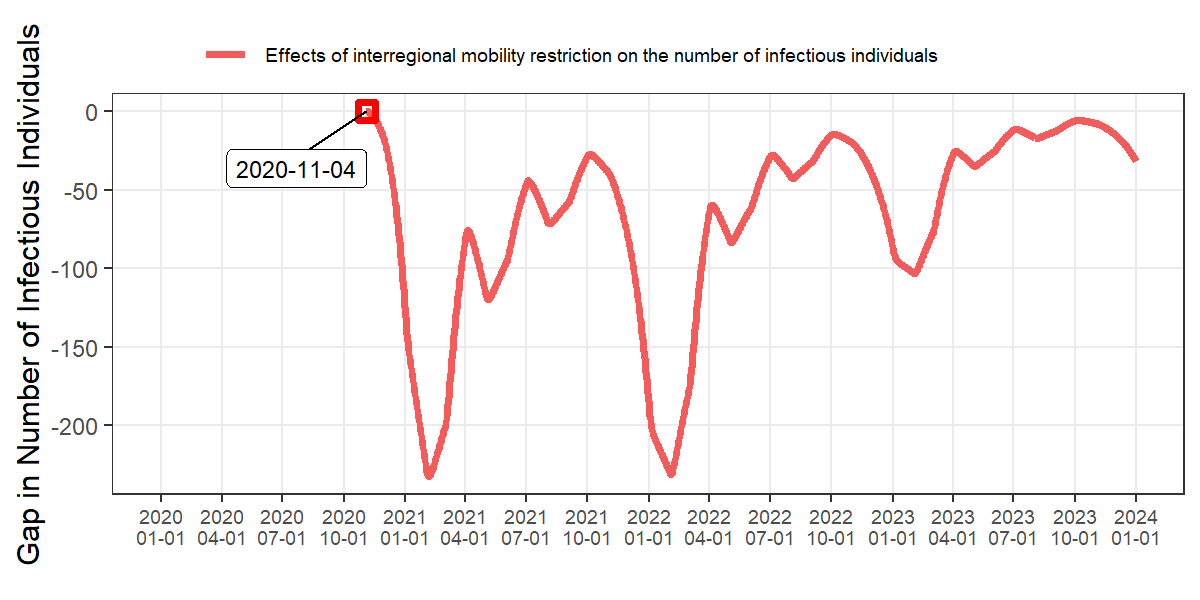 Effects of interregional mobility restriction on the number of infectious individuals
Gap in Number of Infectious Individuals
0
-50
-100
-150
-200
2020-11-04
2020 2020 2020 2020 2021 2021 2021 2021 2022 2022 2022 2022 2023 2023 2023 2023 2024
01-01 04-01 07-01 10-01 01-01 04-01 07-01 10-01 01-01 04-01 07-01 10-01 01-01 04-01 07-01 10-01 01-01